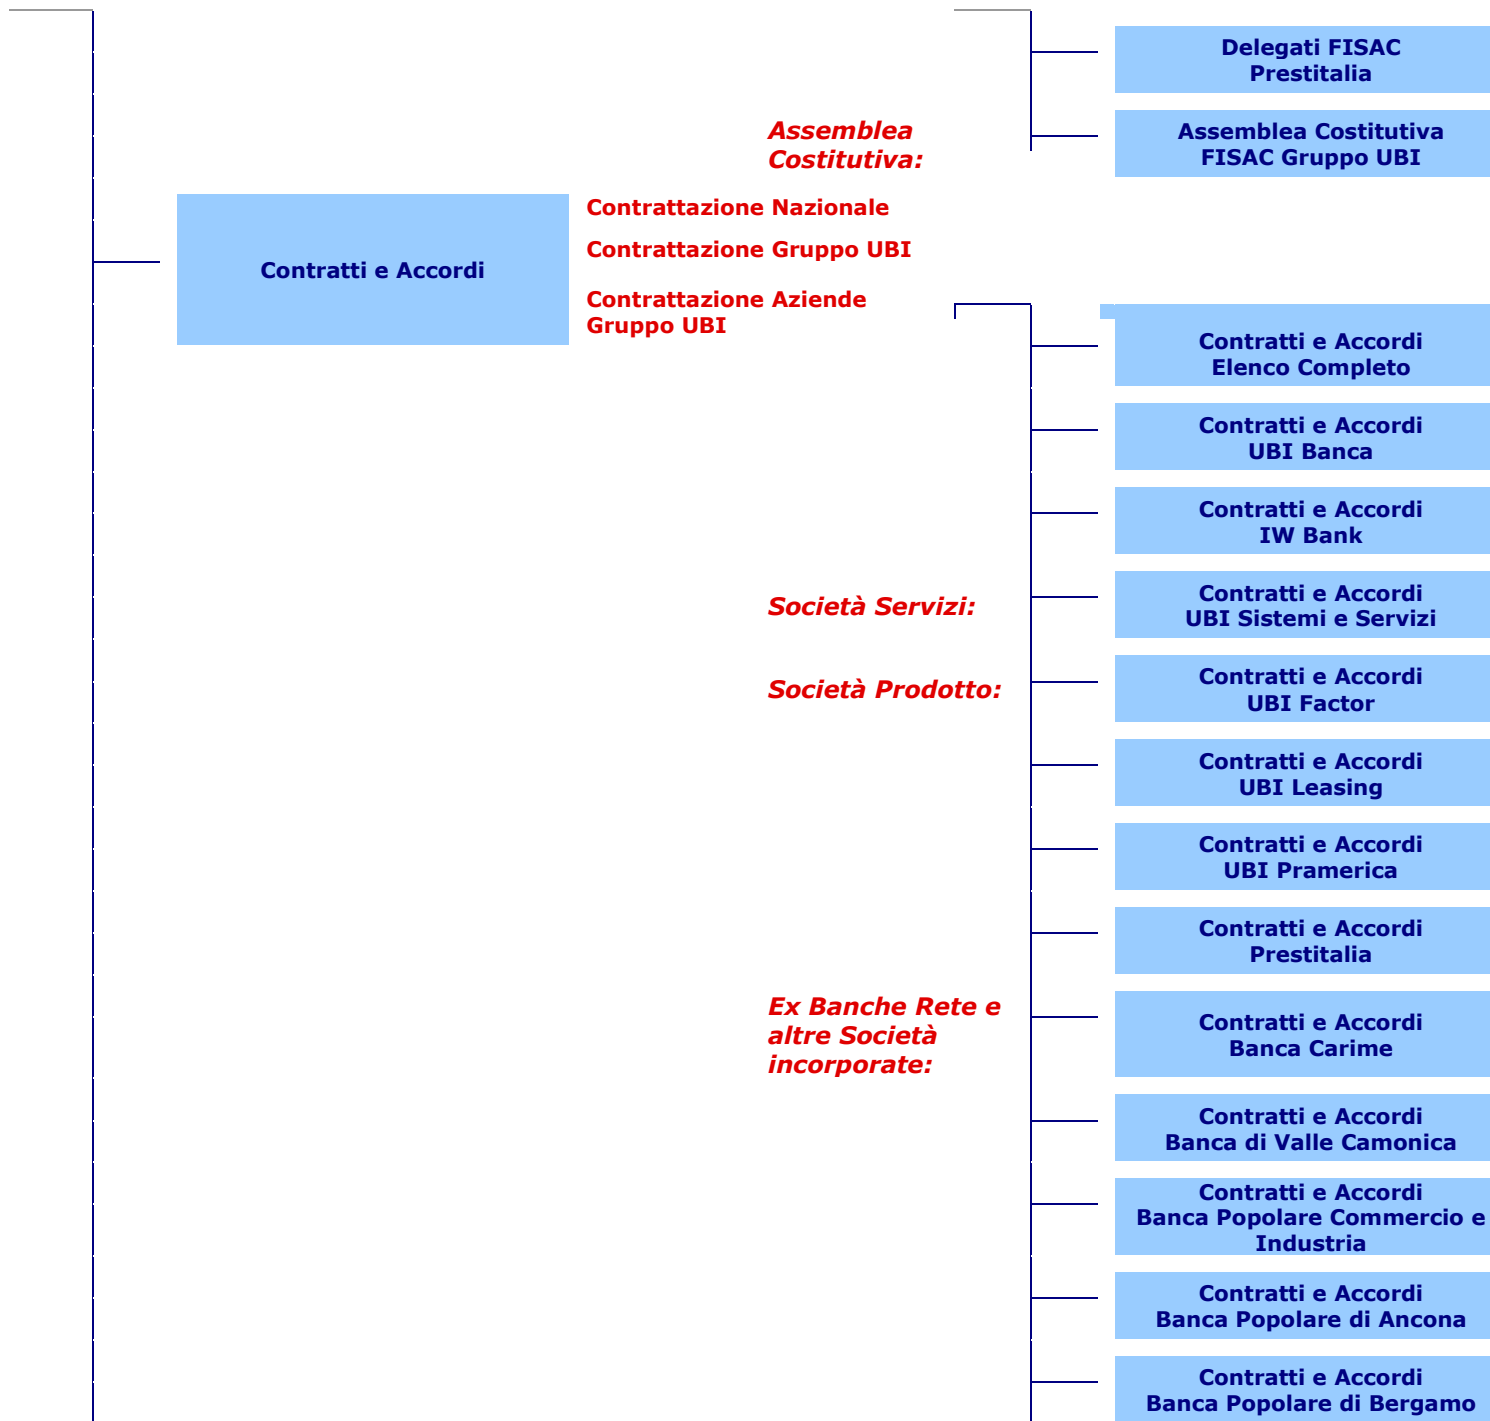 Delegati FISAC
Prestitalia
Assemblea
Costitutiva:
Assemblea Costitutiva
FISAC Gruppo UBI
Contratti e Accordi
Contrattazione Nazionale
Contrattazione Gruppo UBI
Contrattazione Aziende
Gruppo UBI
Contratti e Accordi
Elenco Completo
Contratti e Accordi
UBI Banca
Contratti e Accordi
IW Bank
Società Servizi:
Contratti e Accordi
UBI Sistemi e Servizi
Società Prodotto:
Contratti e Accordi
UBI Factor
Contratti e Accordi
UBI Leasing
Contratti e Accordi
UBI Pramerica
Contratti e Accordi
Prestitalia
Ex Banche Rete e
altre Società
incorporate:
Contratti e Accordi
Banca Carime
Contratti e Accordi
Banca di Valle Camonica
Contratti e Accordi
Banca Popolare Commercio e
Industria
Contratti e Accordi
Banca Popolare di Ancona
Contratti e Accordi
Banca Popolare di Bergamo